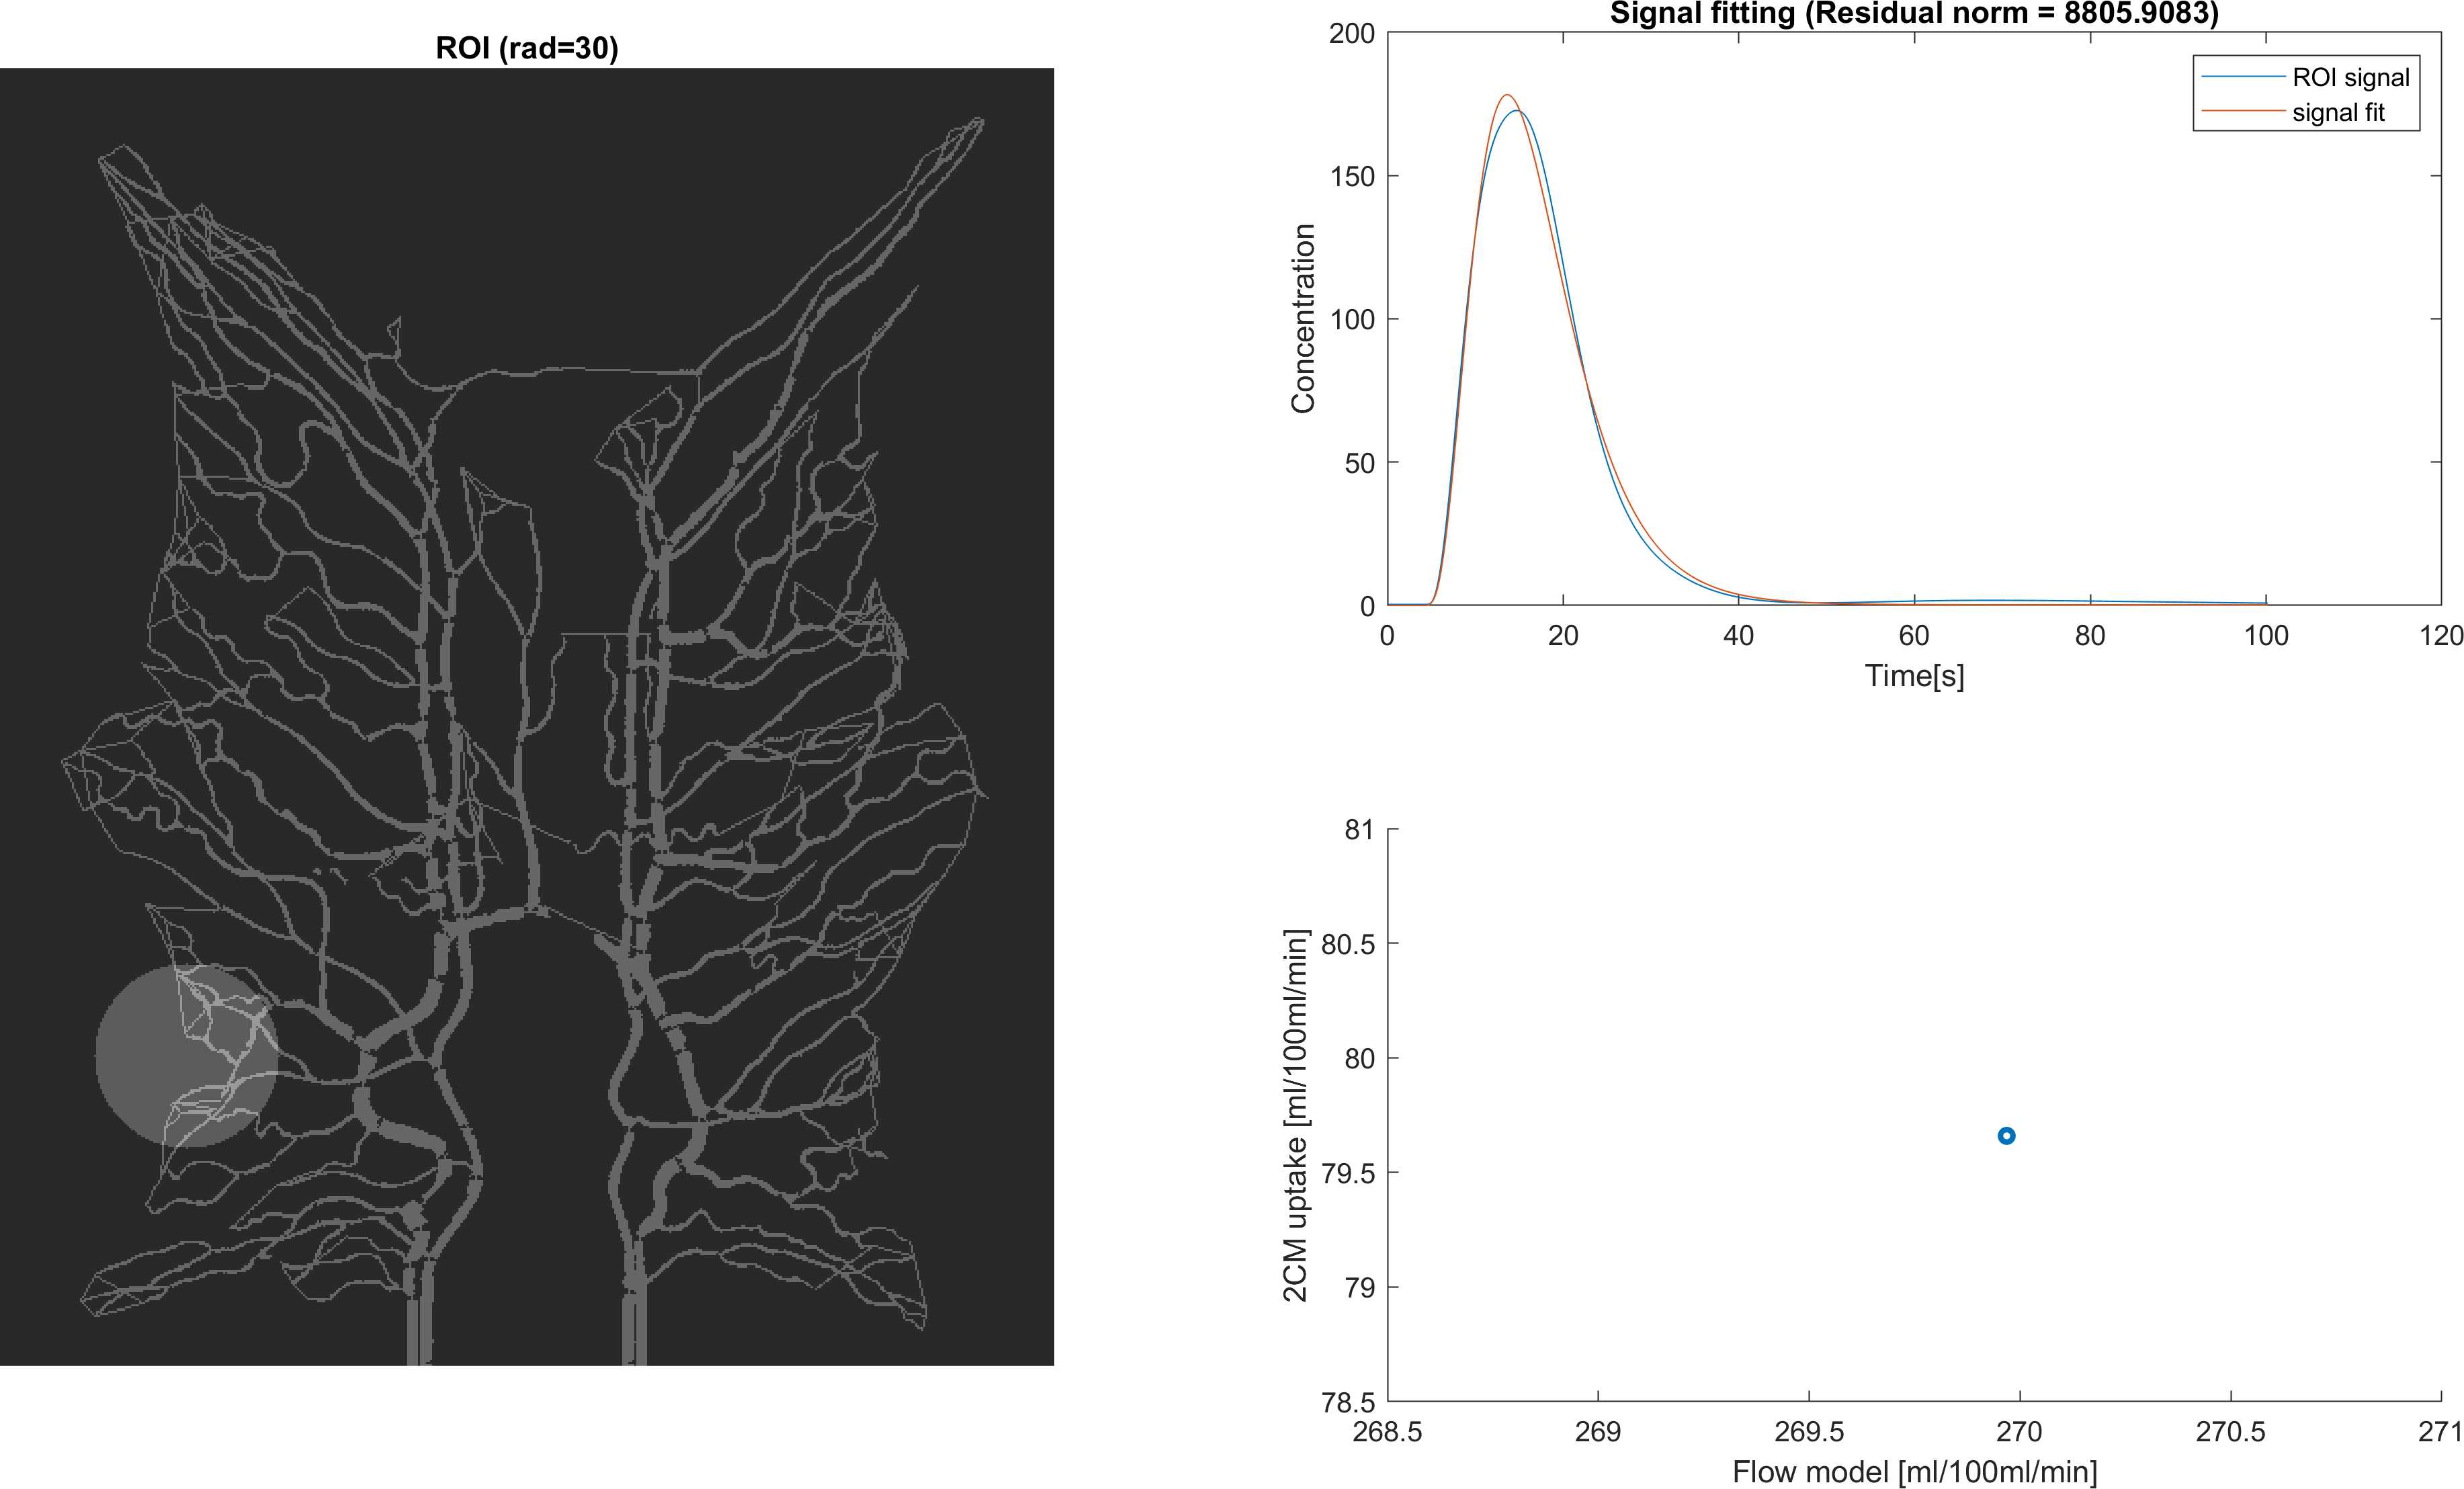 ROI (rad=30)
Signal fitting (Residual norm = 8805.9083)
200
150
100
50
0
Concentration
ROI signal
signal fit
0 20 40 60 80 100 120
Time[s]
81
80.5
80
79.5
79
78.5
2CM uptake [ml/100ml/min]
268.5 269 269.5 270 270.5 271
Flow model [ml/100ml/min]